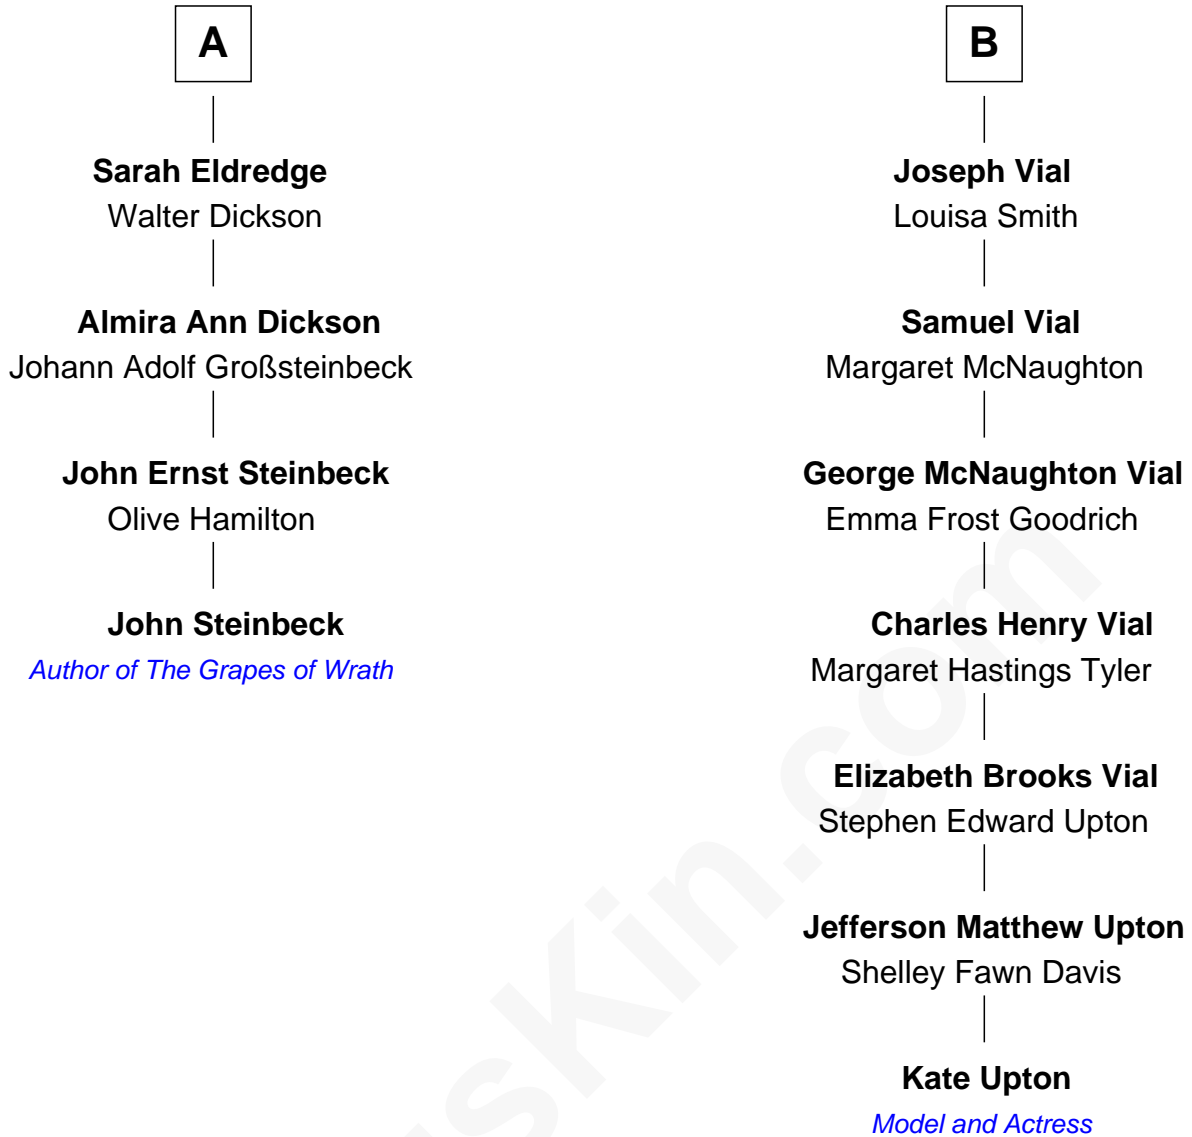 A
Sarah Eldredge
Walter Dickson
Almira Ann Dickson
Johann Adolf Großsteinbeck
John Ernst Steinbeck
Olive Hamilton
John Steinbeck
Author of The Grapes of Wrath
B
Joseph Vial
Louisa Smith
Samuel Vial
Margaret McNaughton
George McNaughton Vial
Emma Frost Goodrich
Charles Henry Vial
Margaret Hastings Tyler
Elizabeth Brooks Vial
Stephen Edward Upton
Jefferson Matthew Upton
Shelley Fawn Davis
Kate Upton
Model and Actress
sKin.com